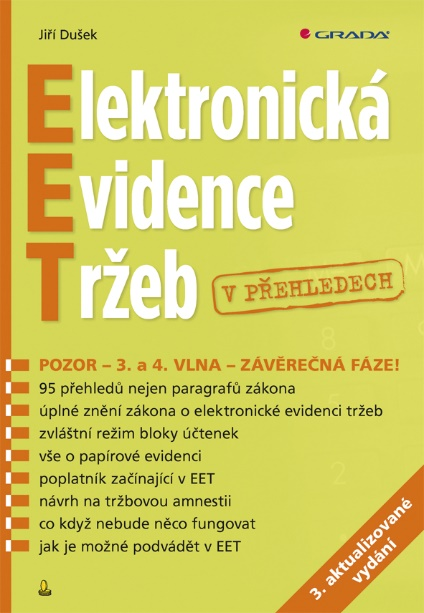 Jiří Dušek
GRADA
Elektronická
Evidence
Tržeb
V PŘEHLEDECH
POZOR – 3. a 4. VLNA – ZÁVĚREČNÁ FÁZE!
95 přehledů nejen paragrafů zákona
úplné znění zákona o elektronické evidenci tržeb
zvláštní režim bloky účtenek
vše o papírové evidenci
poplatník začínající v EET
návrh na tržbovou amnestii
co když nebude něco fungovat
jak je možné podvádět v EET
3. aktualizované
vydání